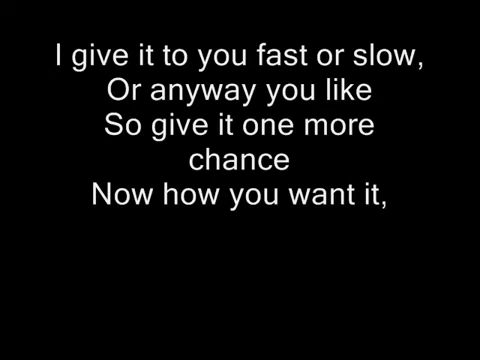 I give it to you fast or slow,
Or anyway you like
So give it one more
chance
Now how you want it,